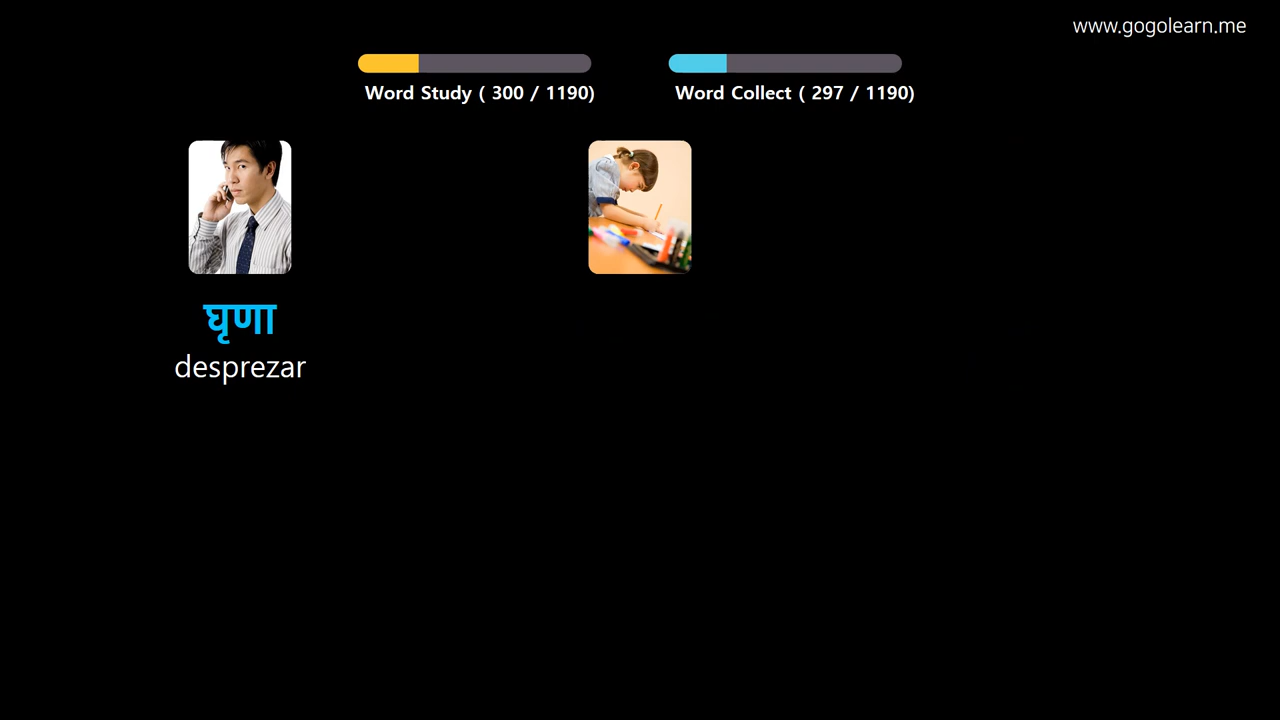 www.gogolearn.me
Word Study ( 300 / 1190)
Word Collect ( 297 / 1190)
घृणा
desprezar